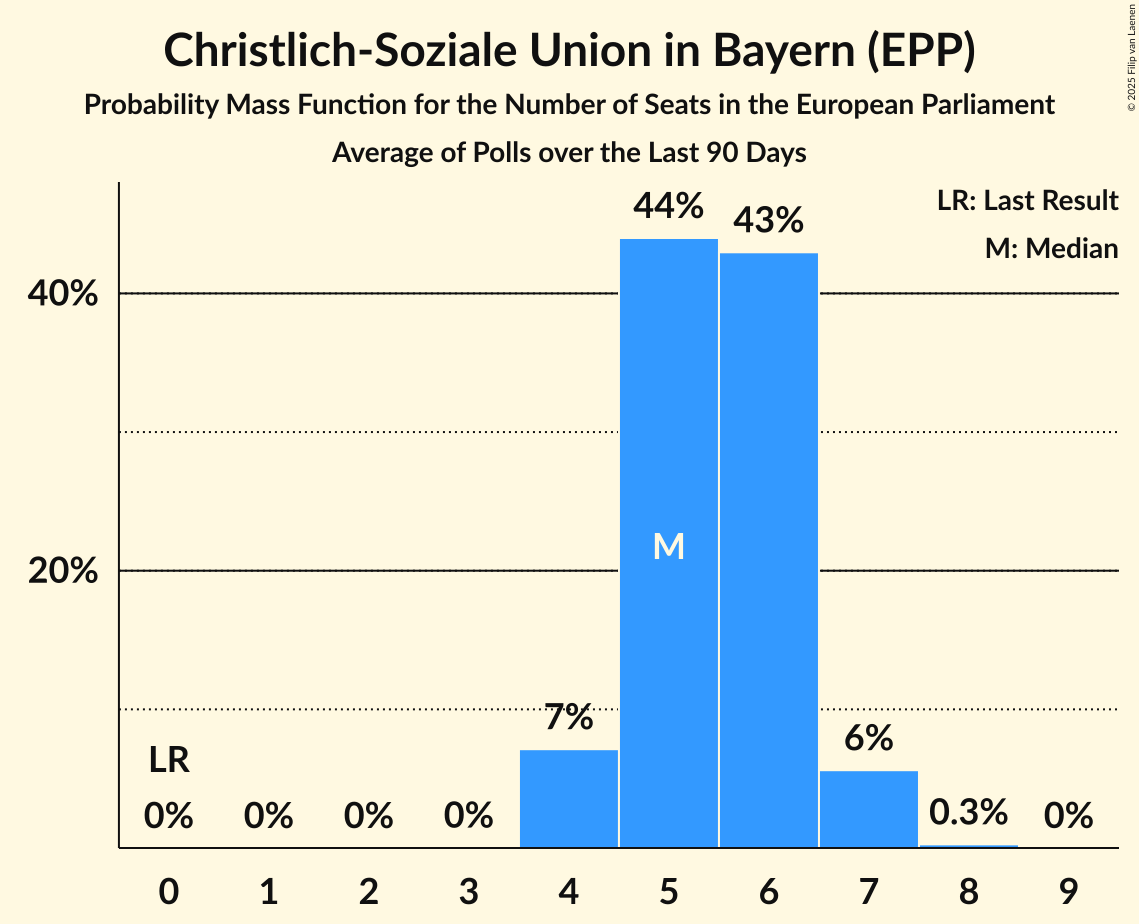 Christlich-Soziale Union in Bayern (EPP)
Probability Mass Function for the Number of Seats in the European Parliament
Average of Polls over the Last 90 Days
© 2025 Filip van Laenen
LR: Last Result
M: Median
44%
43%
40%
M
20%
7%
6%
LR
0%
0%
0%
0%
0.3%
0%
0 1 2 3 4 5 6 7 8 9